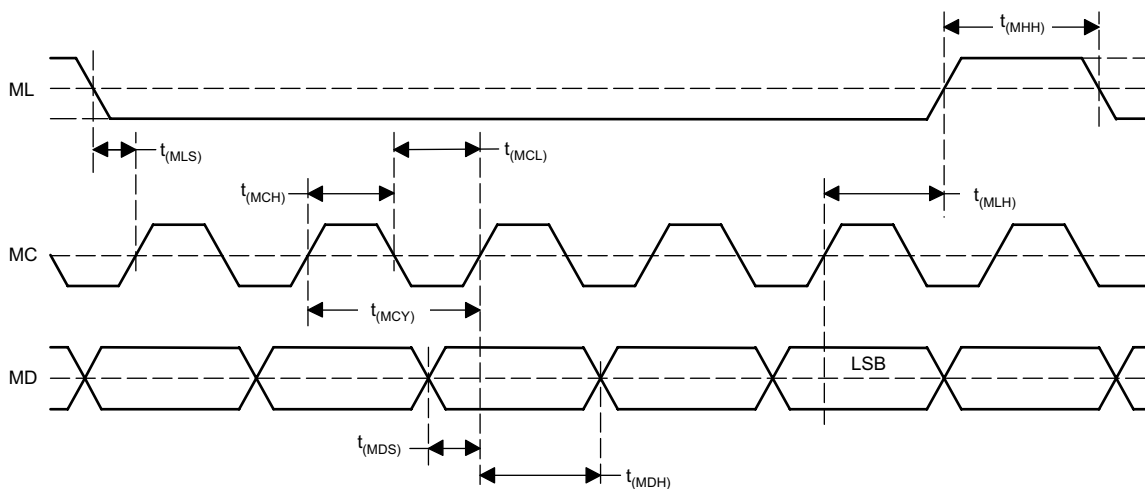 t(MHH)
ML
t(MLS)
t(MCL)
t(MCH)
t(MLH)
MC
t(MCY)
MD
LSB
t(MDS)
t(MDH)